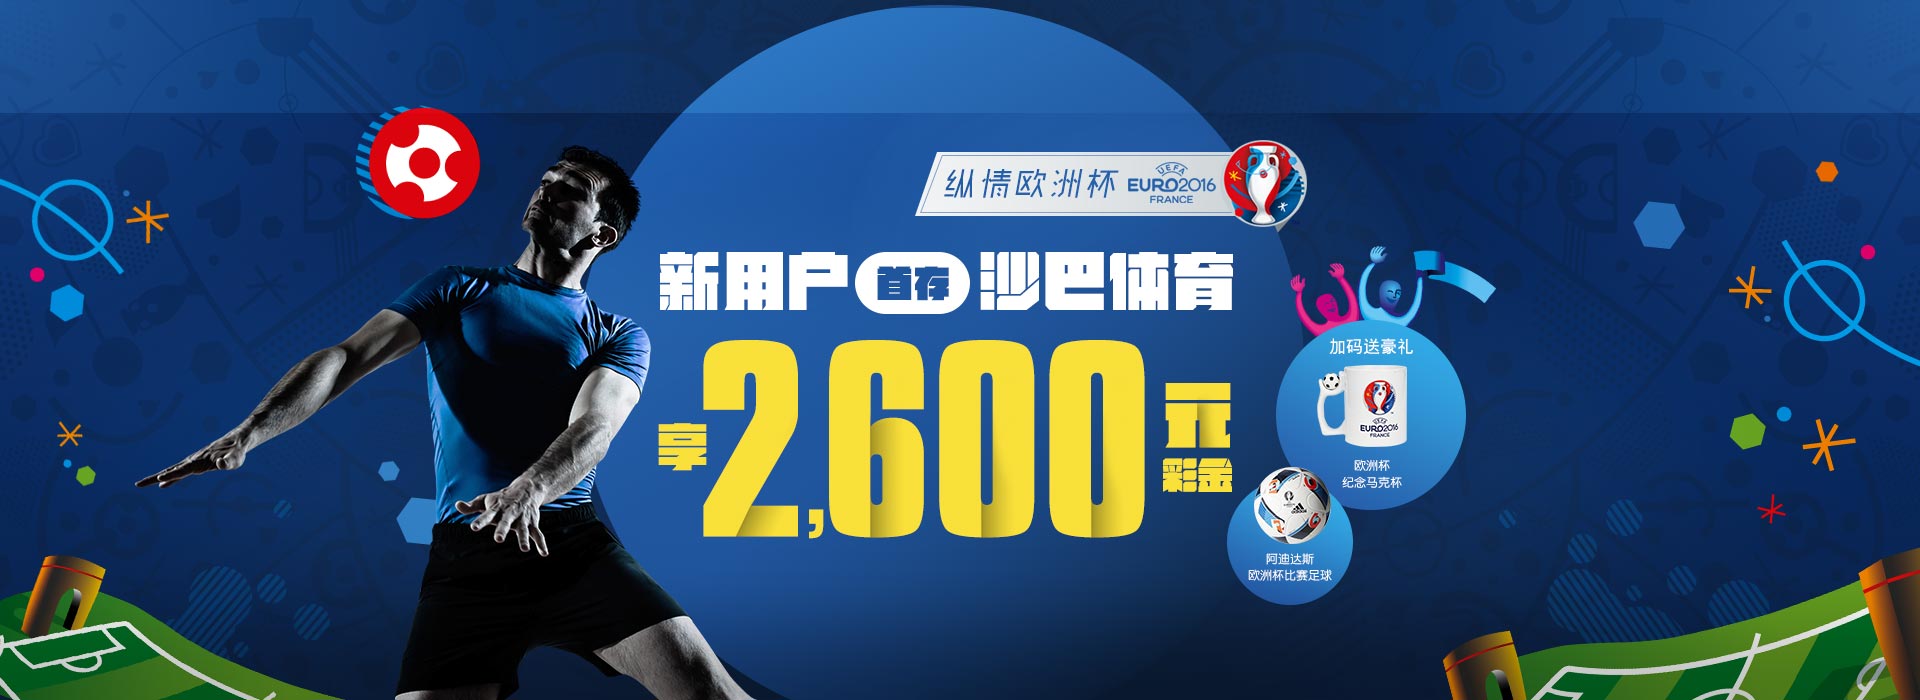 纵情欧洲杯
UEFA
EURO2016
FRANCE
新用户首存沙巴体育
享2,600元彩金
加码送豪礼
UEFA
EURO2016
FRANCE
欧洲杯
纪念马克杯
adidas
阿迪达斯
欧洲杯比赛足球